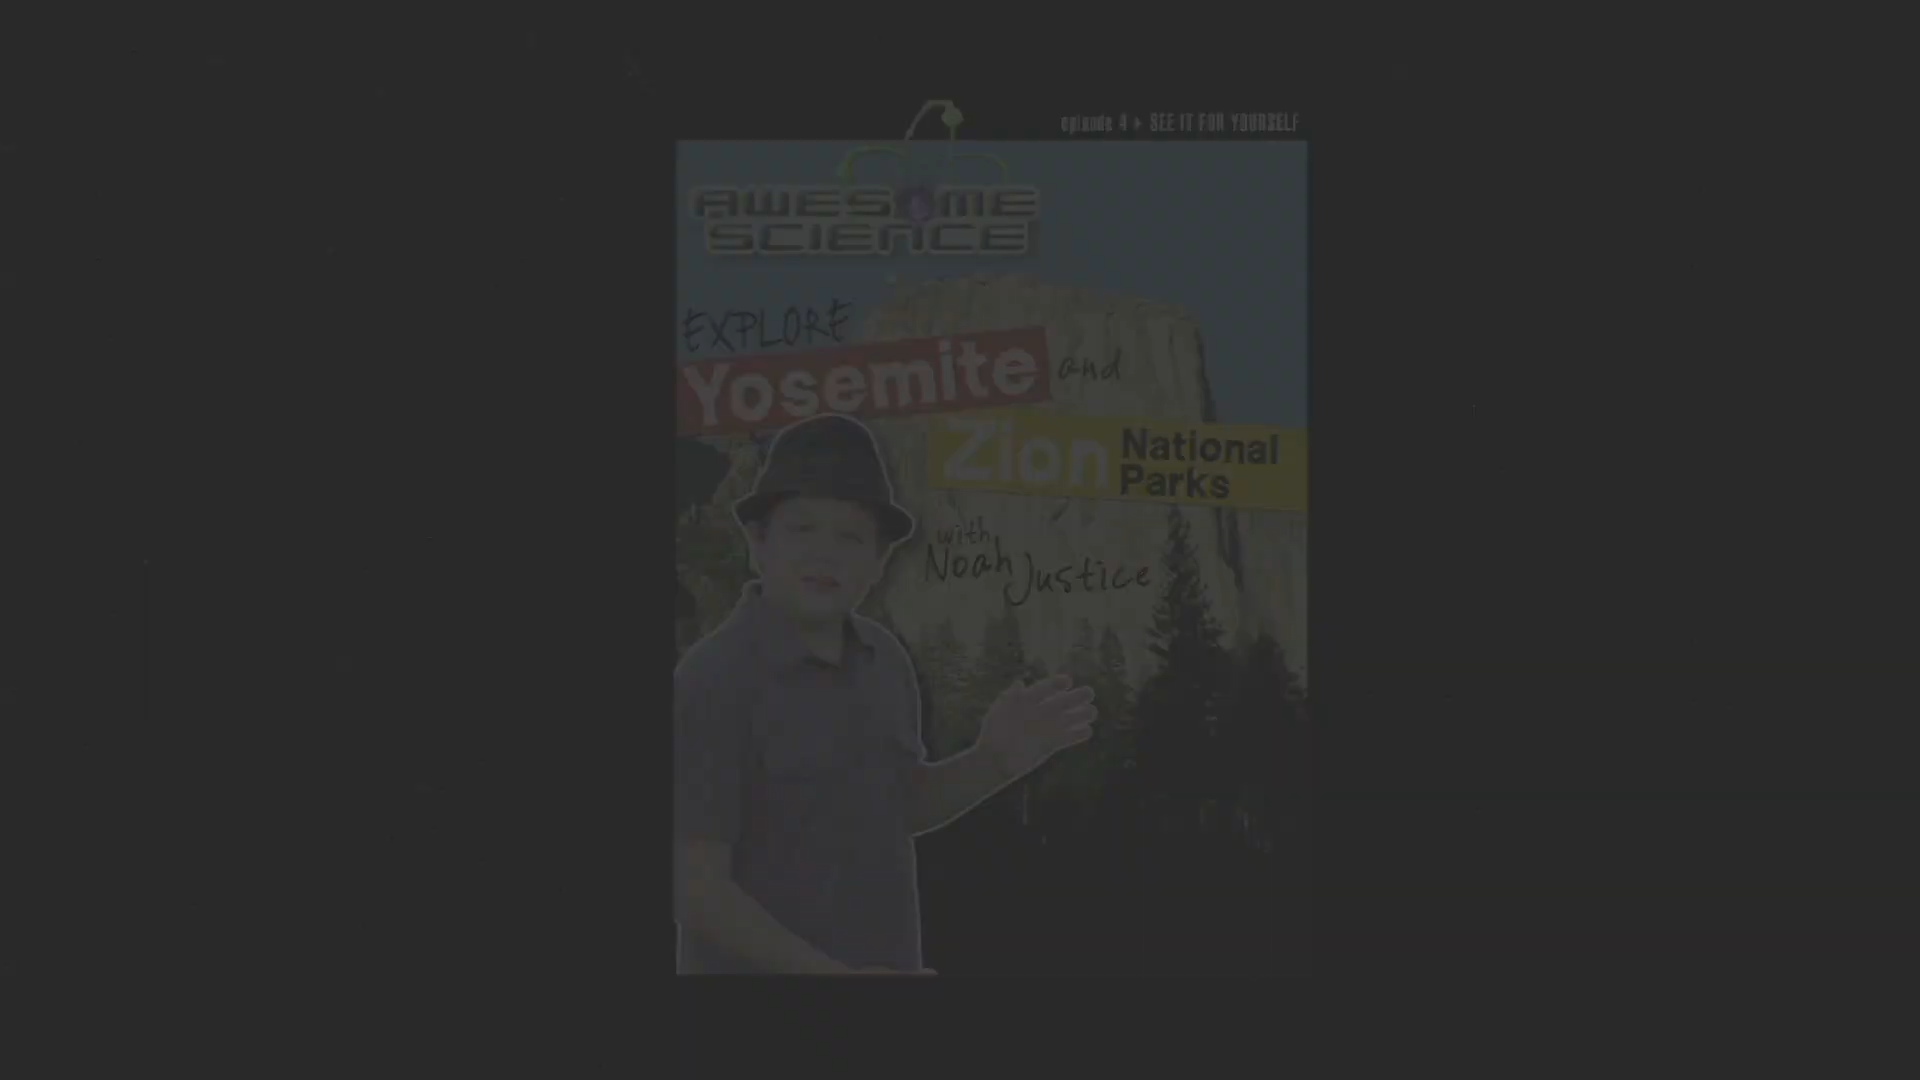 episode 4 ▸ SEE IT FOR YOURSELF
AWESOME
SCIENCE
EXPLORE
Yosemite and
Zion National
Parks
with
Noah Justice